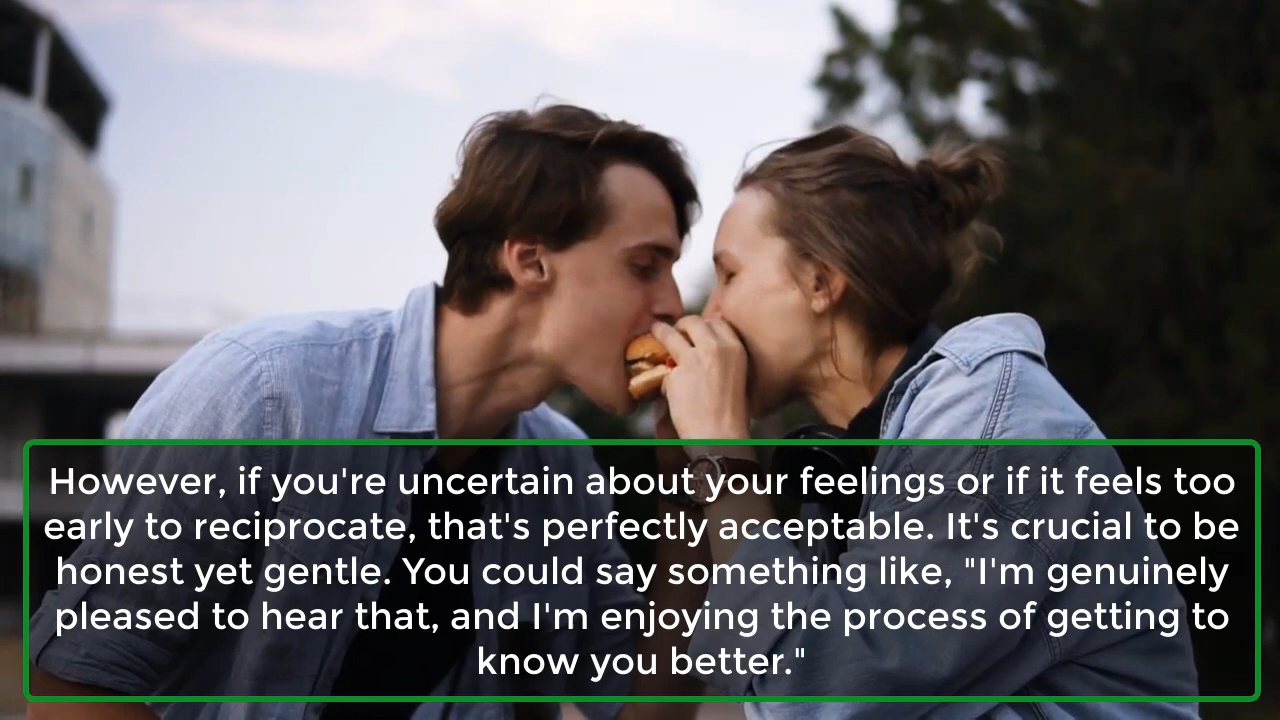 However, if you're uncertain about your feelings or if it feels too
early to reciprocate, that's perfectly acceptable. It's crucial to be
honest yet gentle. You could say something like, "I'm genuinely
pleased to hear that, and I'm enjoying the process of getting to
know you better."